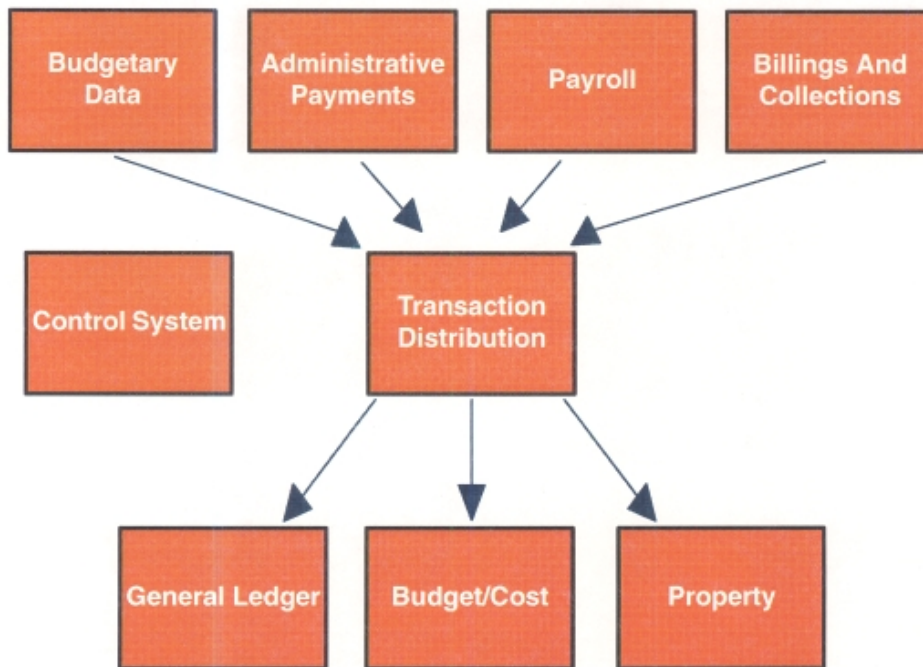 Budgetary
Data
Administrative
Payments
Payroll
Billings And
Collections
Control System
Transaction
Distribution
General Ledger
Budget/Cost
Property